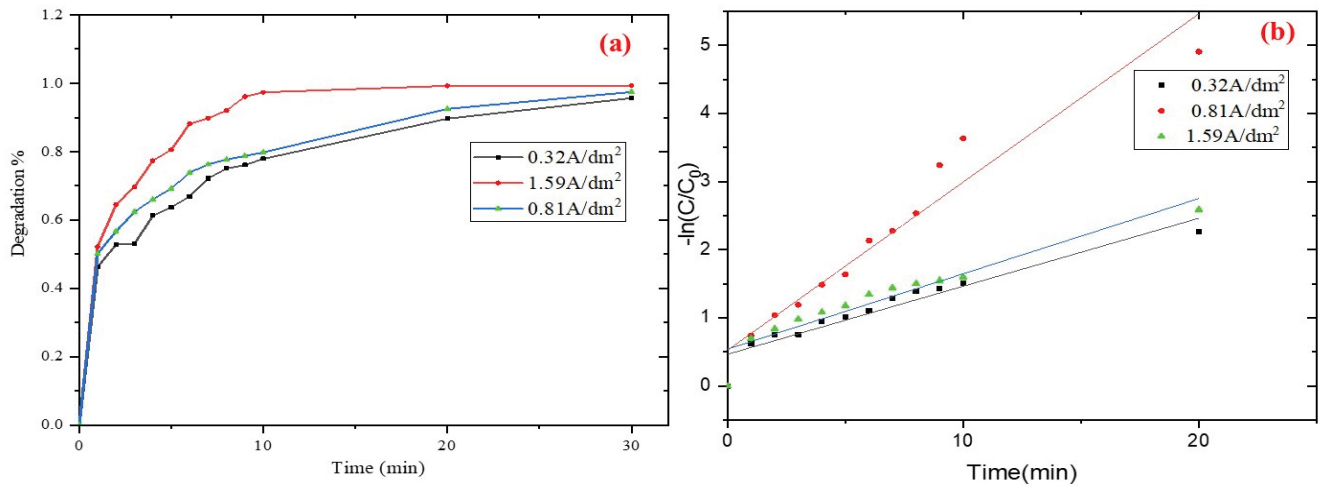 (a)
Degradation %
1.2
1.0
0.8
0.6
0.4
0.2
0.0
0.32A/dm²
1.59A/dm²
0.81A/dm²
0
10
20
30
Time (min)
(b)
-ln(C/C₀)
5
4
3
2
1
0
0.32A/dm²
0.81A/dm²
1.59A/dm²
0
10
20
Time(min)